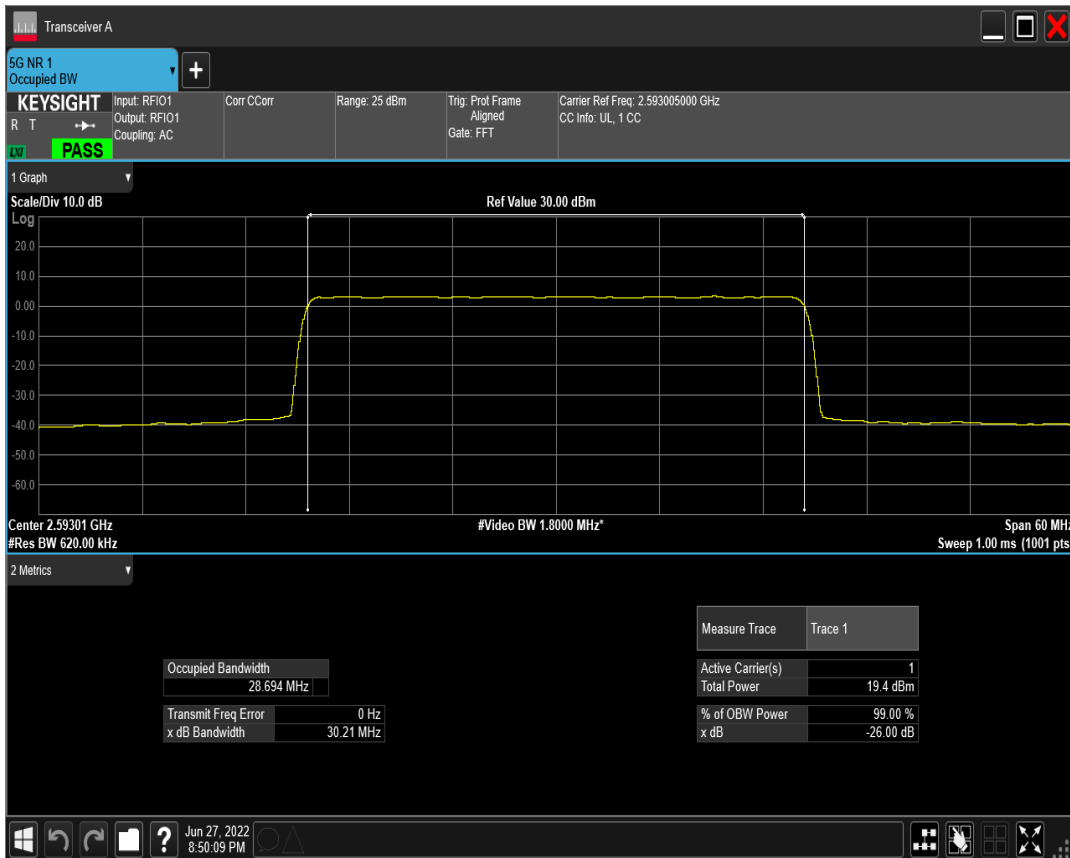 Transceiver A
5G NR 1
Occupied BW
KEYSIGHT
R T
LXI
PASS
Input: RFIO1
Output: RFIO1
Coupling: AC
Corr CCorr
Range: 25 dBm
Trig: Prot Frame
Aligned
Gate: FFT
Carrier Ref Freq: 2.593005000 GHz
CC Info: UL, 1 CC
1 Graph
Scale/Div 10.0 dB
Ref Value 30.00 dBm
Log
20.0
10.0
0.00
-10.0
-20.0
-30.0
-40.0
-50.0
-60.0
Center 2.59301 GHz
#Video BW 1.8000 MHz*
Span 60 MHz
#Res BW 620.00 kHz
Sweep 1.00 ms (1001 pts
2 Metrics
Measure Trace Trace 1
Occupied Bandwidth
28.694 MHz
Active Carrier(s) 1
Total Power 19.4 dBm
Transmit Freq Error 0 Hz
x dB Bandwidth 30.21 MHz
% of OBW Power 99.00 %
x dB -26.00 dB
?
Jun 27, 2022
8:50:09 PM